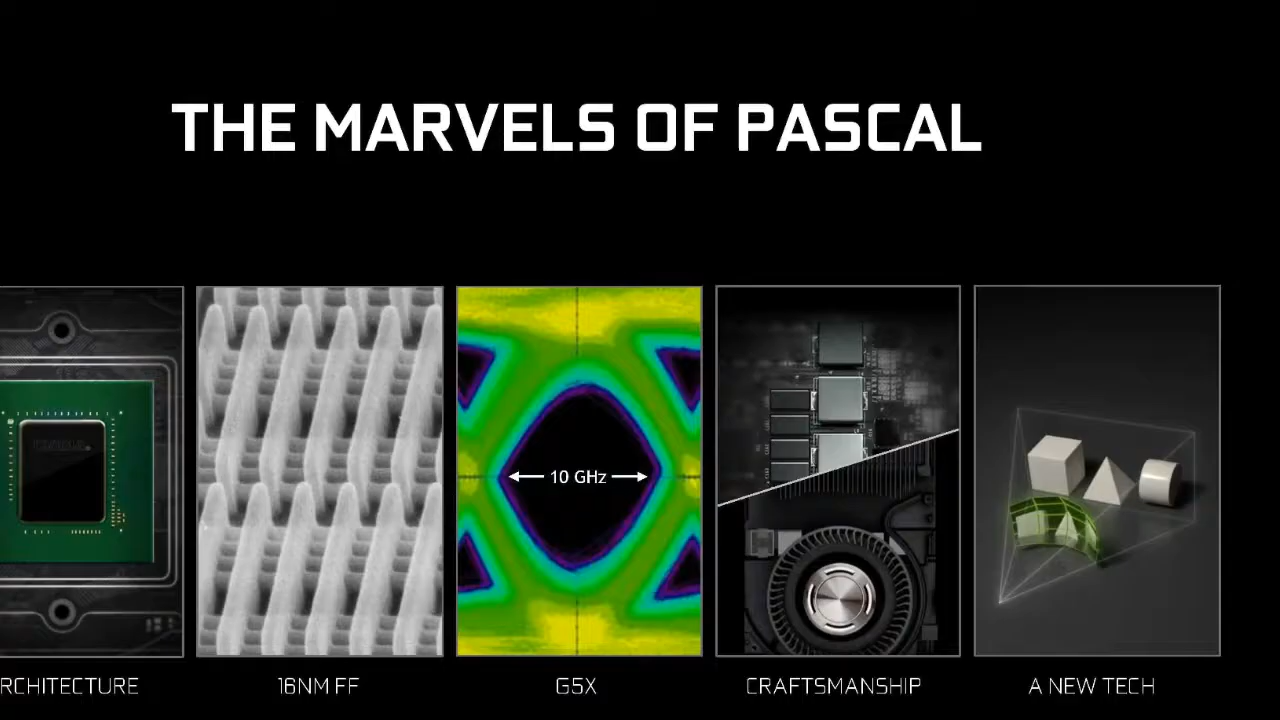 THE MARVELS OF PASCAL
10 GHz
RCHITECTURE
16NM FF
G5X
CRAFTSMANSHIP
A NEW TECH